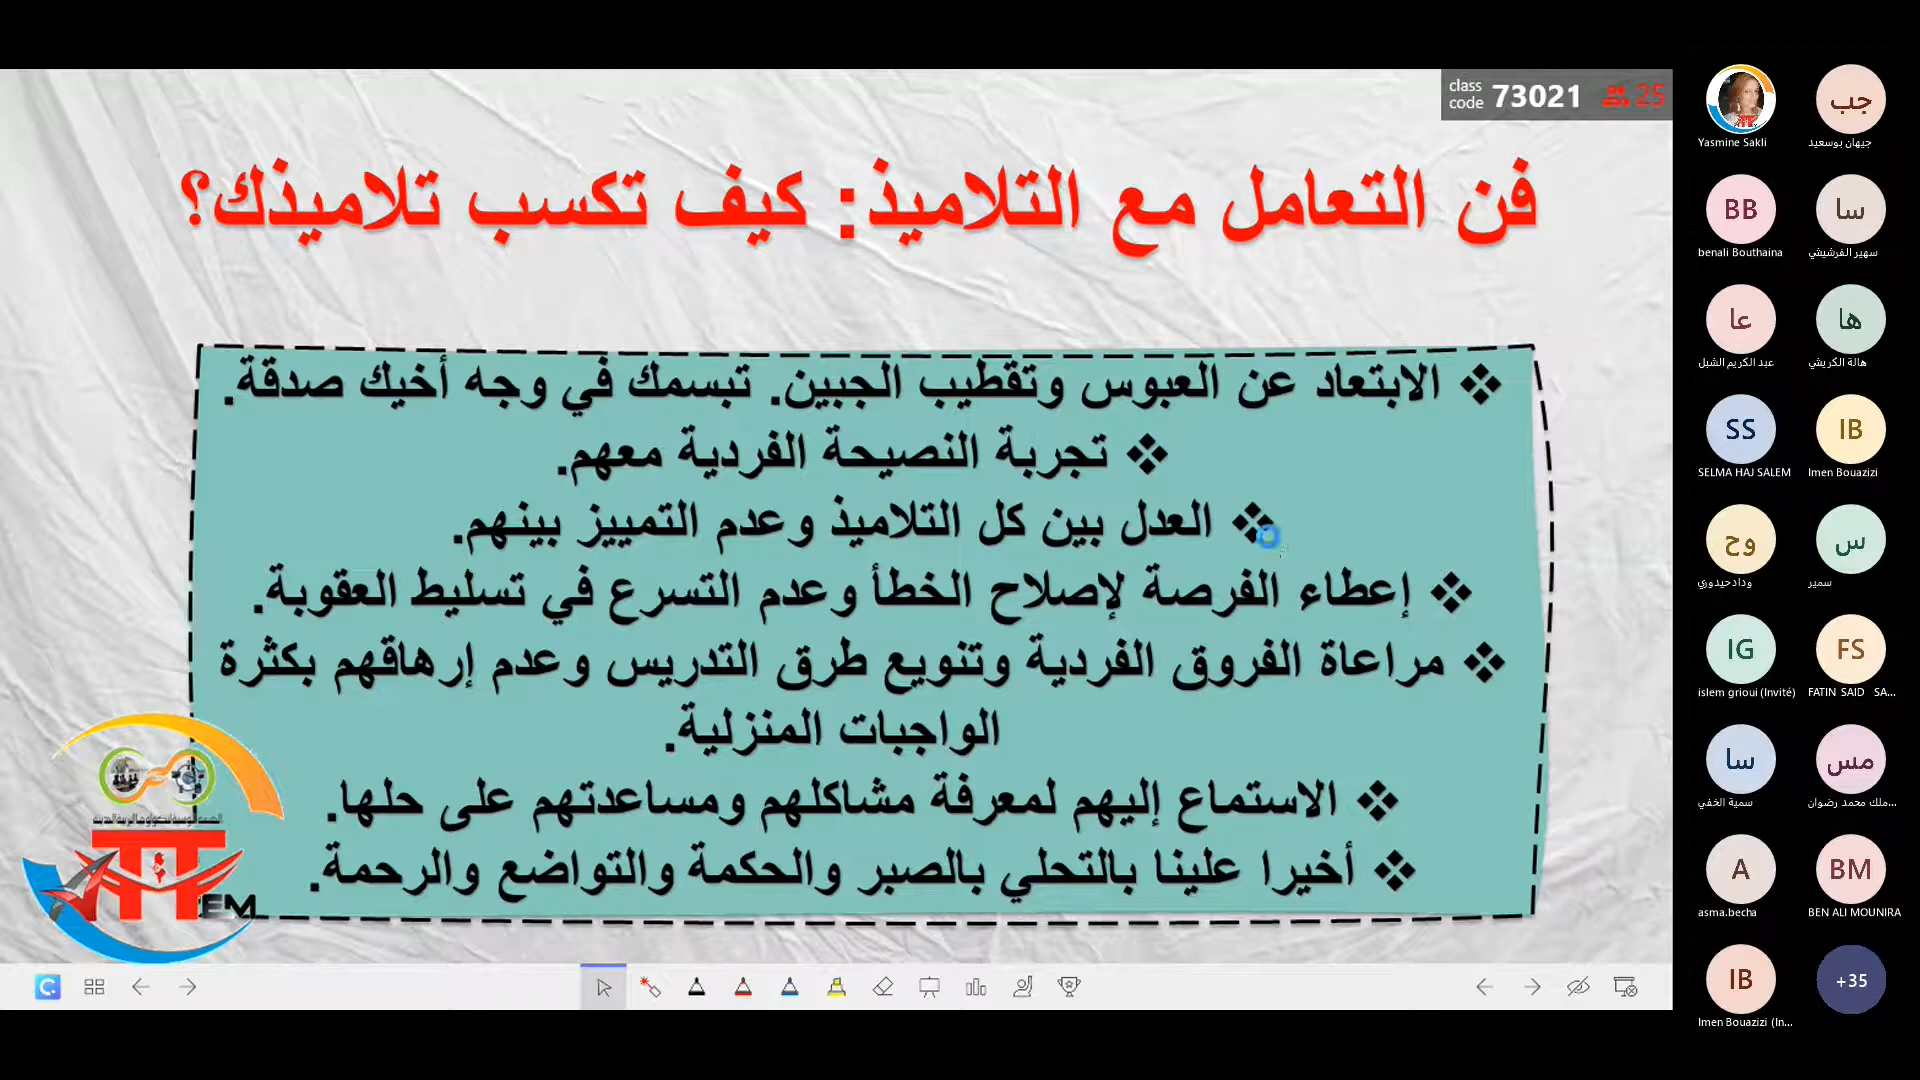 class code 73021 25
فن التعامل مع التلاميذ: كيف تكسب تلاميذك؟
❖ الابتعاد عن العبوس وتقطيب الجبين. تبسمك في وجه أخيك صدقة.
❖ تجربة النصيحة الفردية معهم.
❖ العدل بين كل التلاميذ وعدم التمييز بينهم.
❖ إعطاء الفرصة لإصلاح الخطأ وعدم التسرع في تسليط العقوبة.
❖ مراعاة الفروق الفردية وتنويع طرق التدريس وعدم إرهاقهم بكثرة
الواجبات المنزلية.
❖ الاستماع إليهم لمعرفة مشاكلهم ومساعدتهم على حلها.
❖ أخيرا علينا بالتحلي بالصبر والحكمة والتواضع والرحمة.
TT EM
C
Yasmine Sakli
جب
جيهان بوسعيد
BB
benali Bouthaina
سا
سهير الفرشيشي
عا
عبد الكريم الشبل
ها
هالة الكريشي
SS
SELMA HAJ SALEM
IB
Imen Bouazizi
وح
ودادحيدوري
س
سمير
IG
islem grioui (Invité)
FS
FATIN SAID SA...
سا
سمية الخفي
مس
ملك محمد رضوان...
A
asma.becha
BM
BEN ALI MOUNIRA
IB
Imen Bouazizi (In...
+35